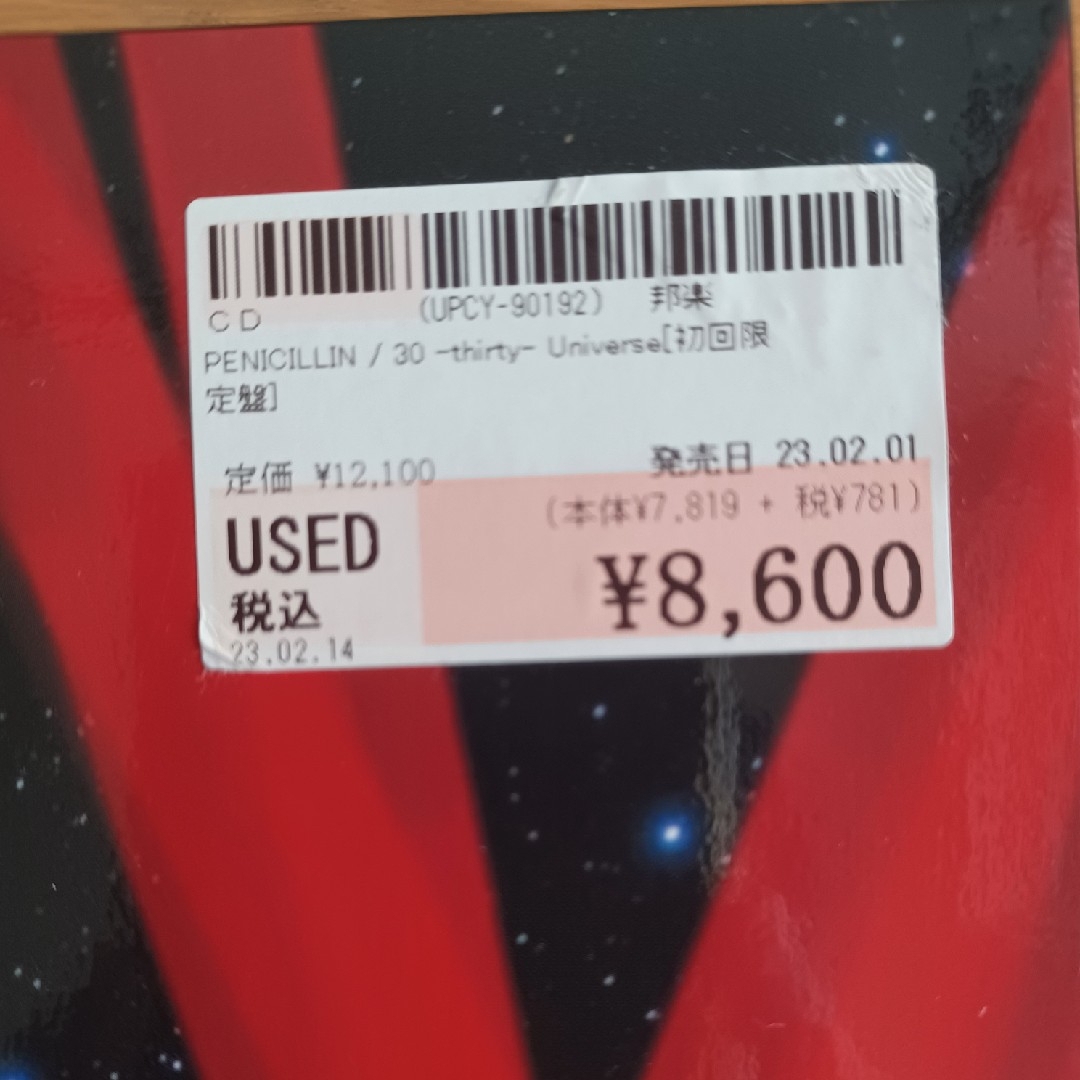 CD (UPCY-90192) 邦楽
PENICILLIN / 30 -thirty- Universe[初回限
定盤]
定価 ¥12,100 発売日 23.02.01
(本体¥7,819 + 税¥781)
USED ¥8,600
税込
23.02.14